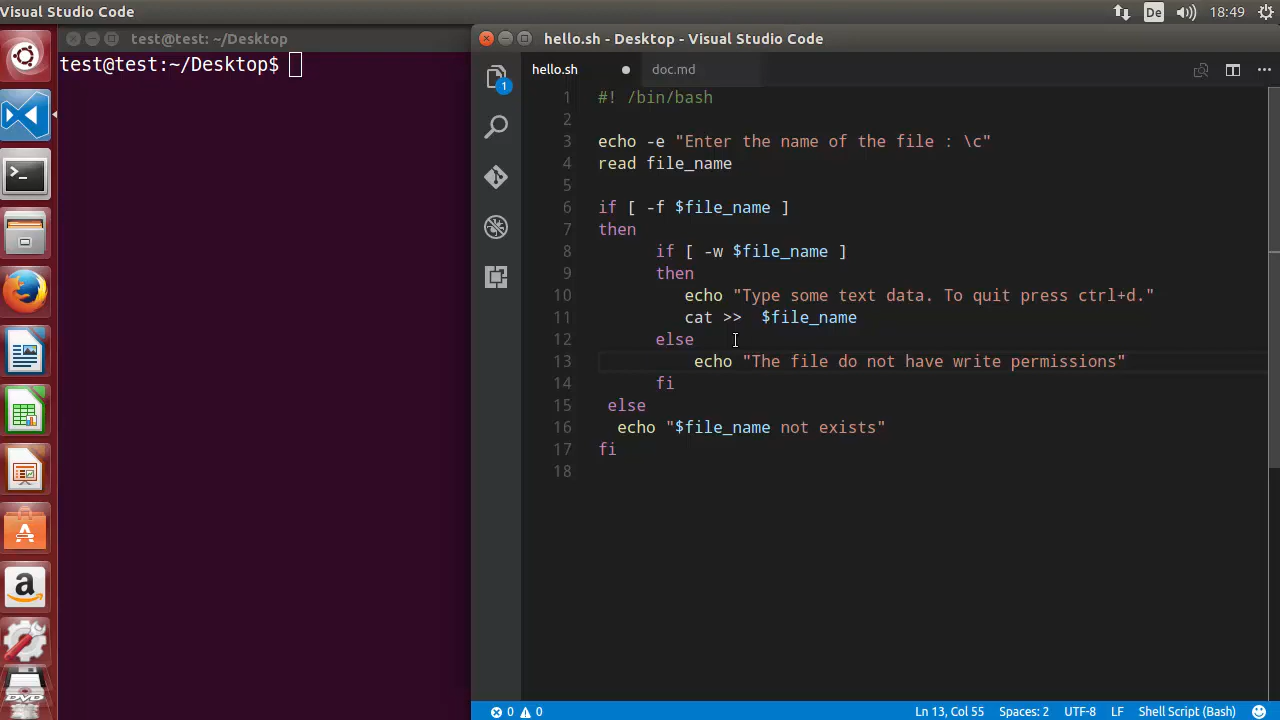 Visual Studio Code
De
18:49
test@test: ~/Desktop
hello.sh - Desktop - Visual Studio Code
test@test:~/Desktop$
hello.sh
doc.md
1
1 #! /bin/bash
2
3 echo -e "Enter the name of the file : \c"
4 read file_name
5
6 if [ -f $file_name ]
7 then
8 if [ -w $file_name ]
9 then
10 echo "Type some text data. To quit press ctrl+d."
11 cat >>  $file_name
12 else
13 echo "The file do not have write permissions"
14 fi
15 else
16 echo "$file_name not exists"
17 fi
18
a
DVD
0 0
Ln 13, Col 55
Spaces: 2
UTF-8
LF
Shell Script (Bash)